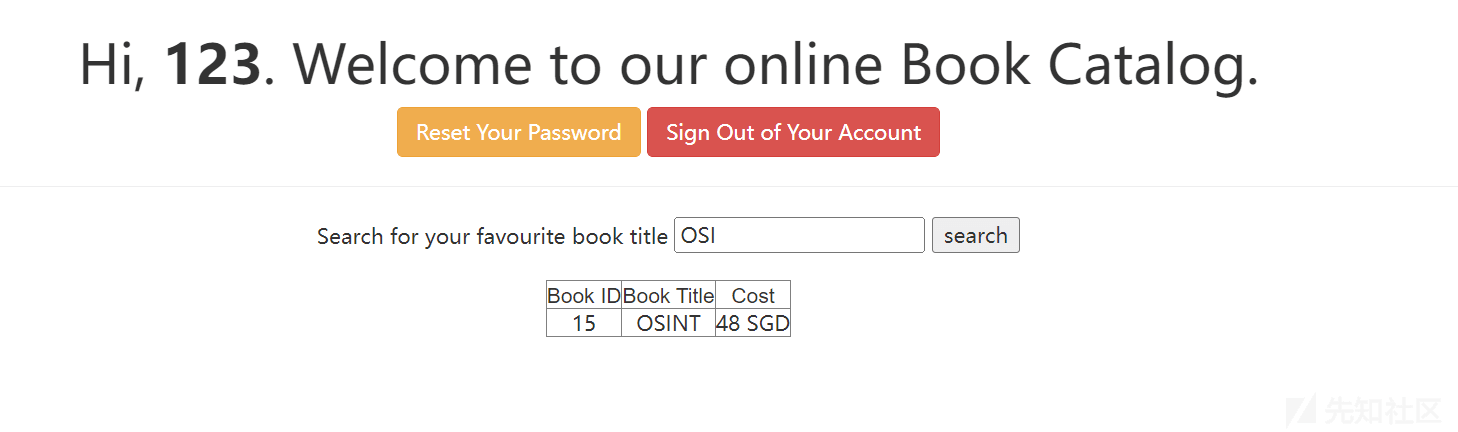 Hi, 123. Welcome to our online Book Catalog.
Reset Your Password Sign Out of Your Account
Search for your favourite book title OSI search
Book ID Book Title Cost
15 OSINT 48 SGD
先知社区